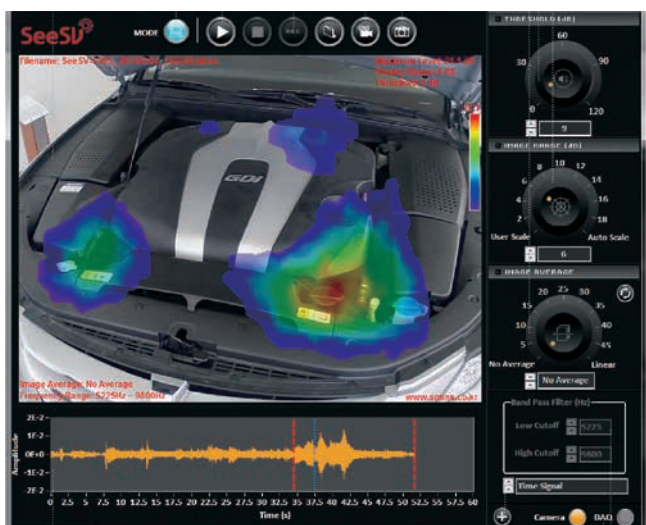 SeeSV
MODE
REC
Image Average: No Average
Frequency Range: 5225Hz - 9800Hz
GDI
THRESHOLD (dB)
0 30 60 90 120
9
IMAGE RANGE (dB)
2 4 6 8 10 12 14 16 18
User Scale Auto Scale
6
IMAGE AVERAGE
5 10 15 20 25 30 35 40 45
No Average Linear
No Average
Band Pass Filter (Hz)
Low Cutoff 5225
High Cutoff 9800
Time Signal
Camera DAQ
Amplitude
2E-2
1E-2
0E+0
-1E-2
-2E-2
0 2.5 5 7.5 10 12.5 15 17.5 20 22.5 25 27.5 30 32.5 35 37.5 40 42.5 45 47.5 50 52.5 55 57.5 60
Time (s)